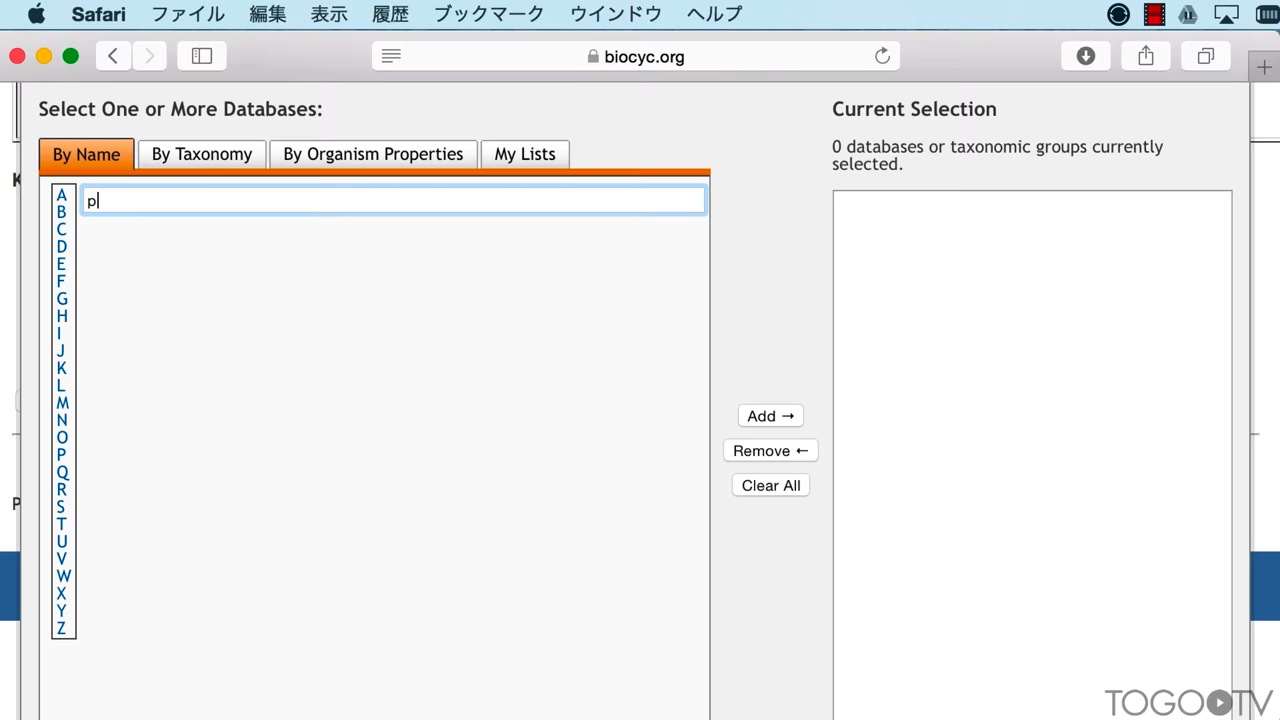 Safari ファイル 編集 表示 履歴 ブックマーク ウインドウ ヘルプ
biocyc.org
Select One or More Databases:
Current Selection
By Name By Taxonomy By Organism Properties My Lists
0 databases or taxonomic groups currently
selected.
p
A
B
C
D
E
F
G
H
I
J
K
L
M
N
O
P
Q
R
S
T
U
V
W
X
Y
Z
Add →
Remove ←
Clear All
TOGO TV